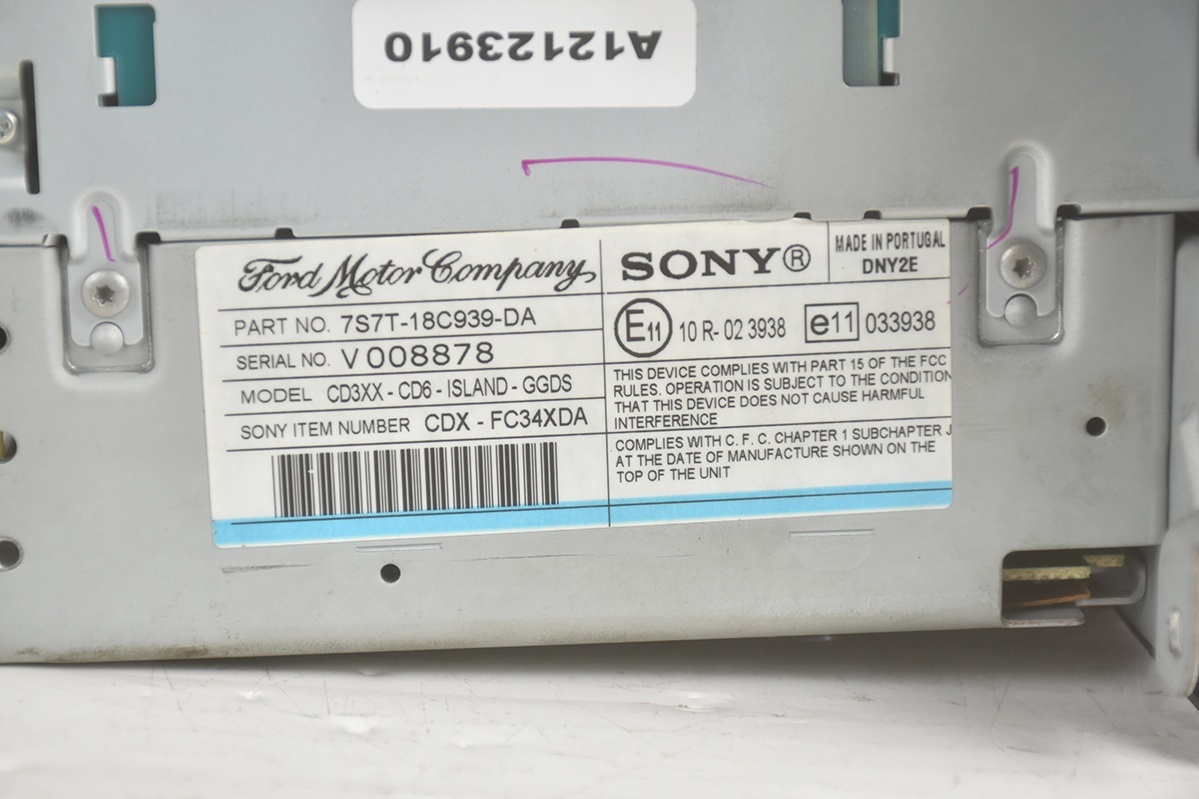 A12123910
Ford Motor Company
SONY®
MADE IN PORTUGAL
DNY2E
PART NO. 7S7T-18C939-DA
SERIAL NO. V 008878
MODEL CD3XX - CD6 - ISLAND - GGDS
SONY ITEM NUMBER CDX - FC34XDA
E11 10 R- 02 3938 e11 033938
THIS DEVICE COMPLIES WITH PART 15 OF THE FCC
RULES. OPERATION IS SUBJECT TO THE CONDITION
THAT THIS DEVICE DOES NOT CAUSE HARMFUL
INTERFERENCE
COMPLIES WITH C. F. C. CHAPTER 1 SUBCHAPTER J
AT THE DATE OF MANUFACTURE SHOWN ON THE
TOP OF THE UNIT